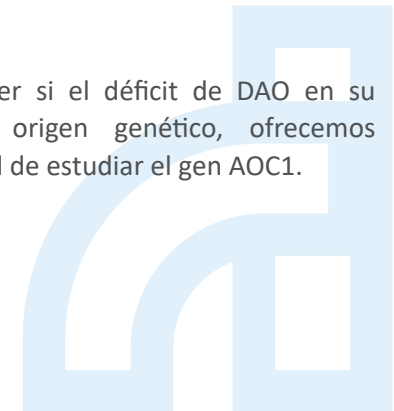 er si el déficit de DAO en su
origen genético, ofrecemos
de estudiar el gen AOC1.